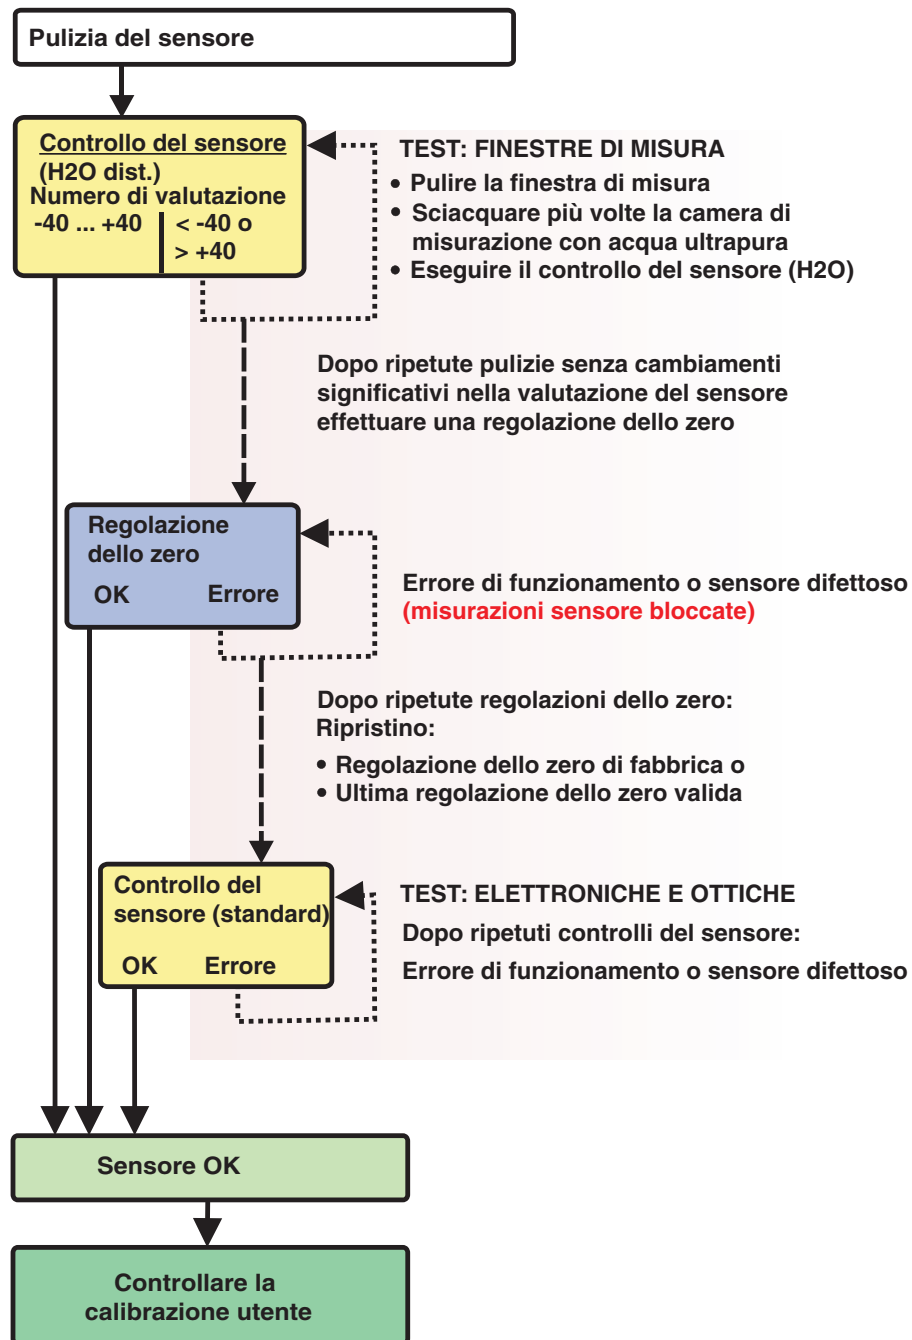 Pulizia del sensore
Controllo del sensore
(H2O dist.)
Numero di valutazione
-40 ... +40
< -40 o
> +40
TEST: FINESTRE DI MISURA
• Pulire la finestra di misura
• Sciacquare più volte la camera di
misurazione con acqua ultrapura
• Eseguire il controllo del sensore (H2O)
Dopo ripetute pulizie senza cambiamenti
significativi nella valutazione del sensore
effettuare una regolazione dello zero
Regolazione
dello zero
OK Errore
Errore di funzionamento o sensore difettoso
(misurazioni sensore bloccate)
Dopo ripetute regolazioni dello zero:
Ripristino:
• Regolazione dello zero di fabbrica o
• Ultima regolazione dello zero valida
Controllo del
sensore (standard)
OK Errore
TEST: ELETTRONICHE E OTTICHE
Dopo ripetuti controlli del sensore:
Errore di funzionamento o sensore difettoso
Sensore OK
Controllare la
calibrazione utente